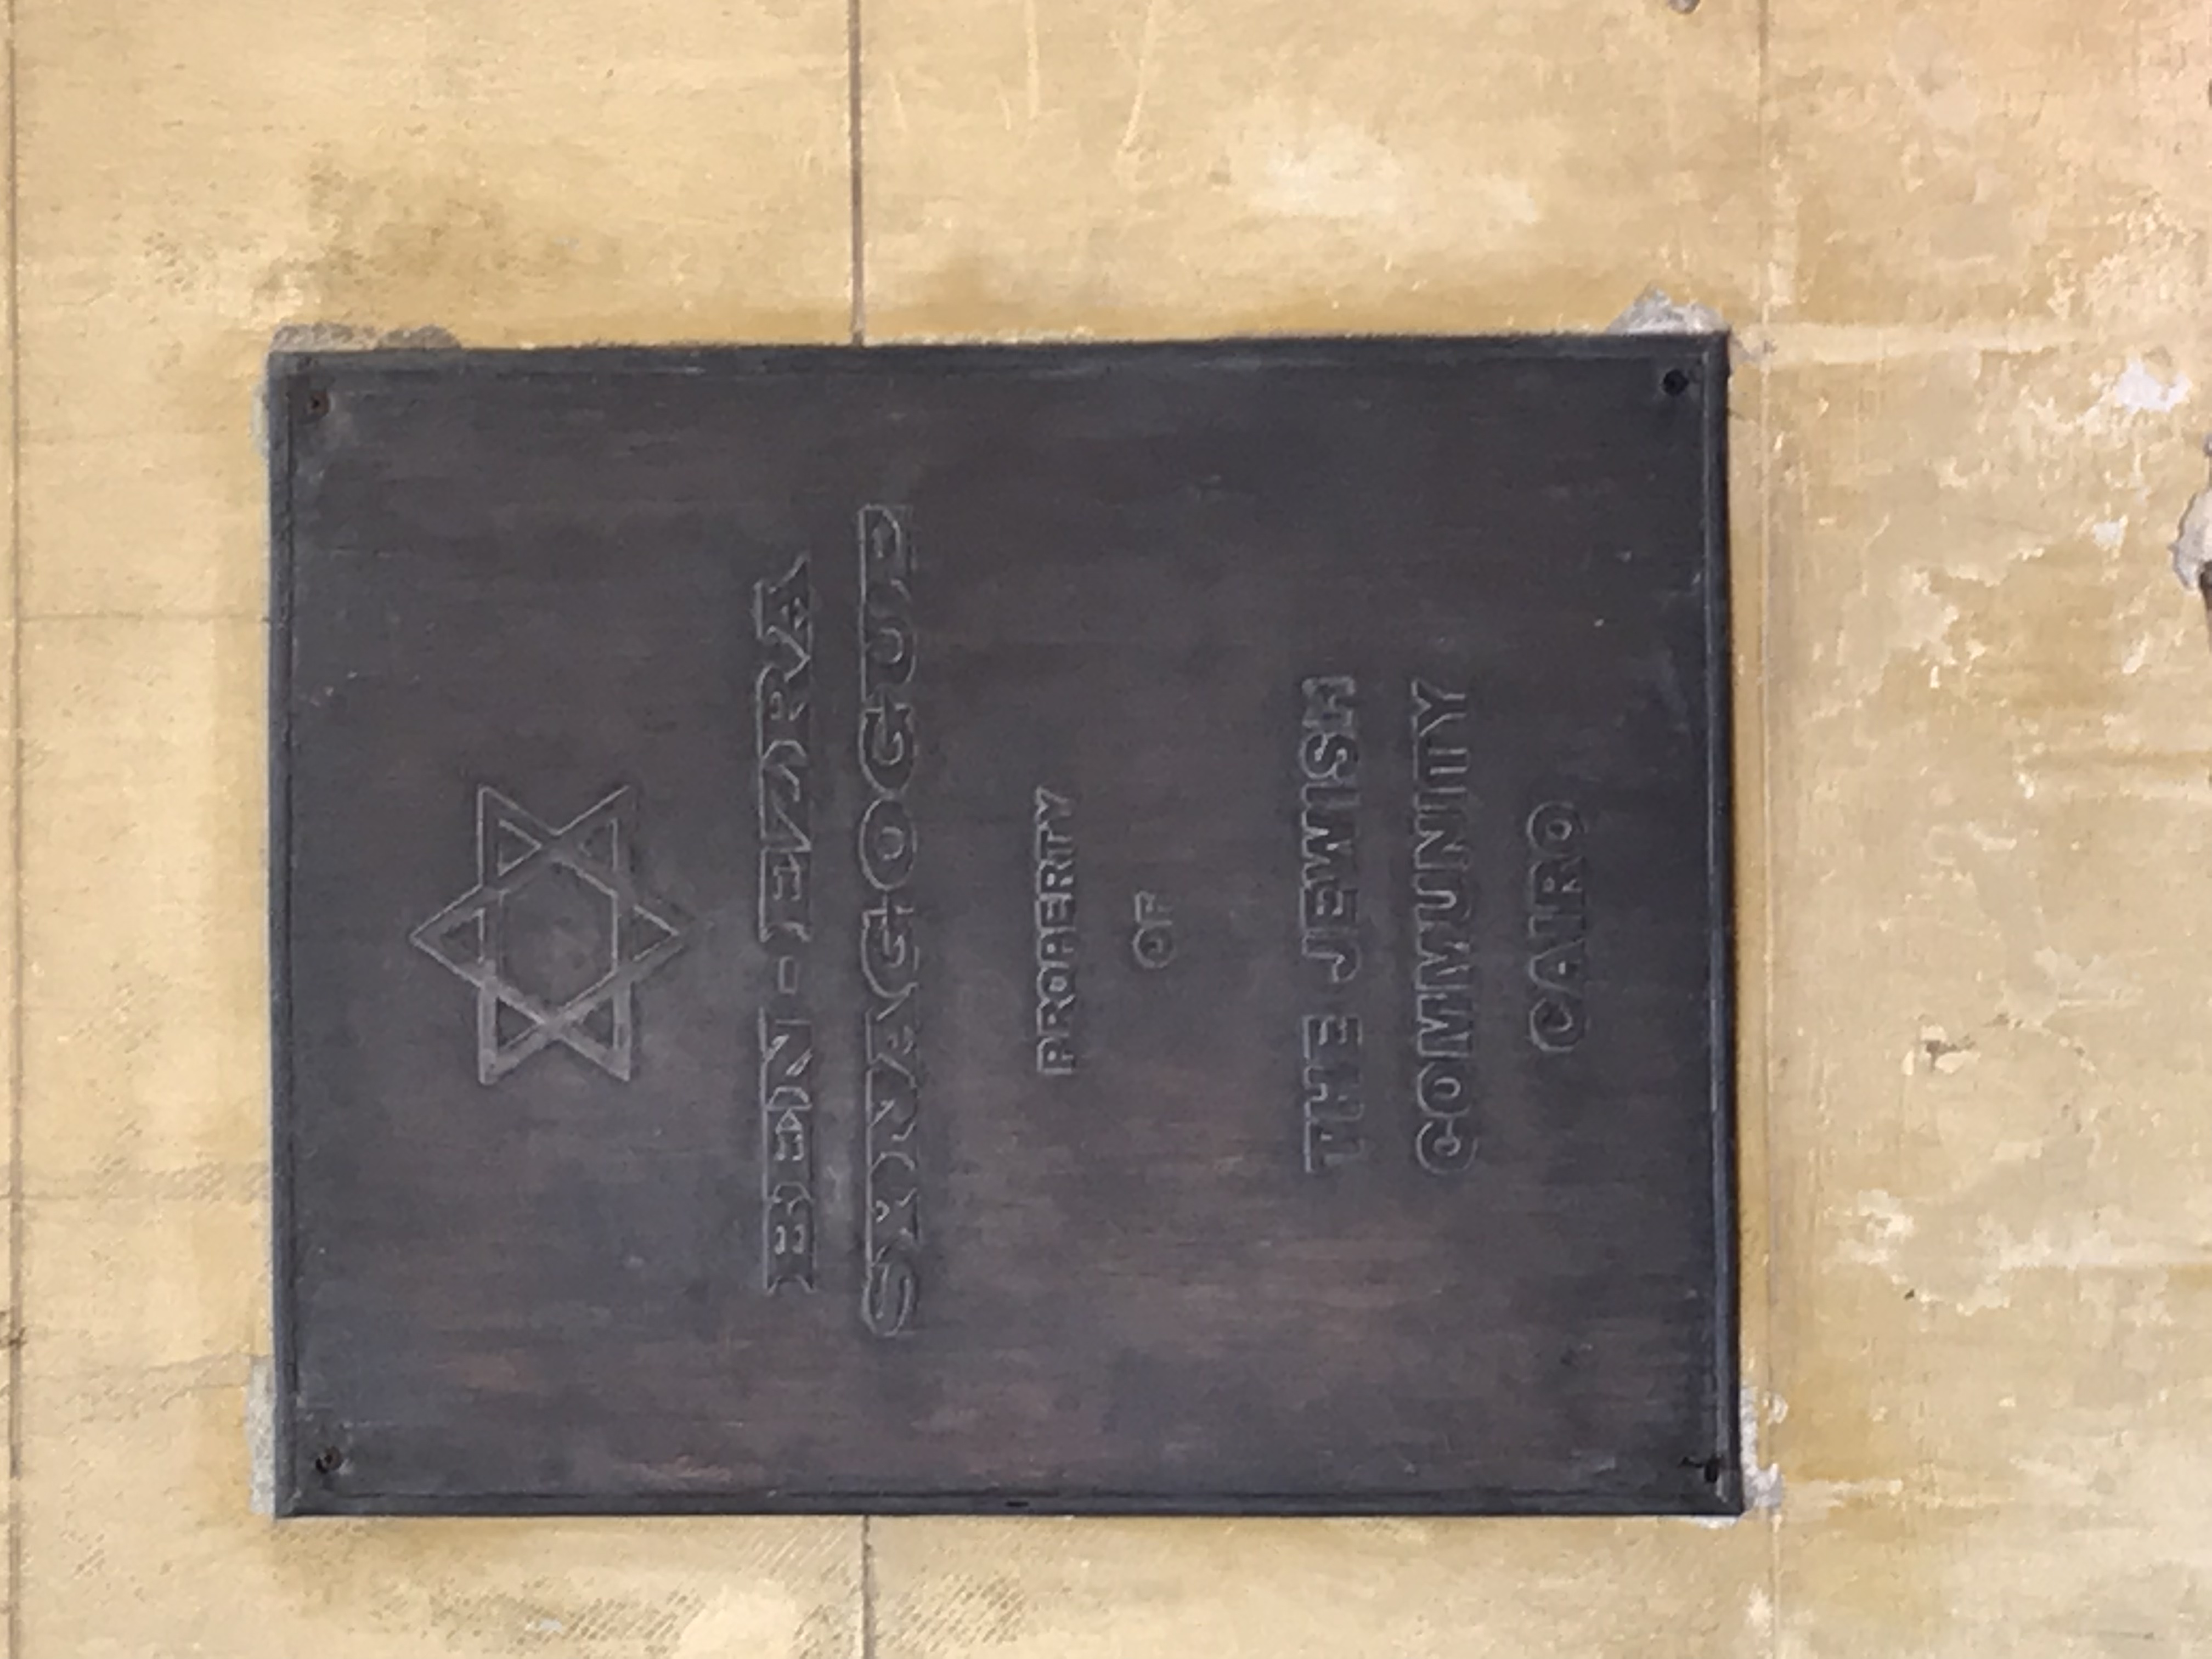 BEN - EZRA
SYNAGOGUE
PROPERTY
OF
THE JEWISH
COMMUNITY
CAIRO